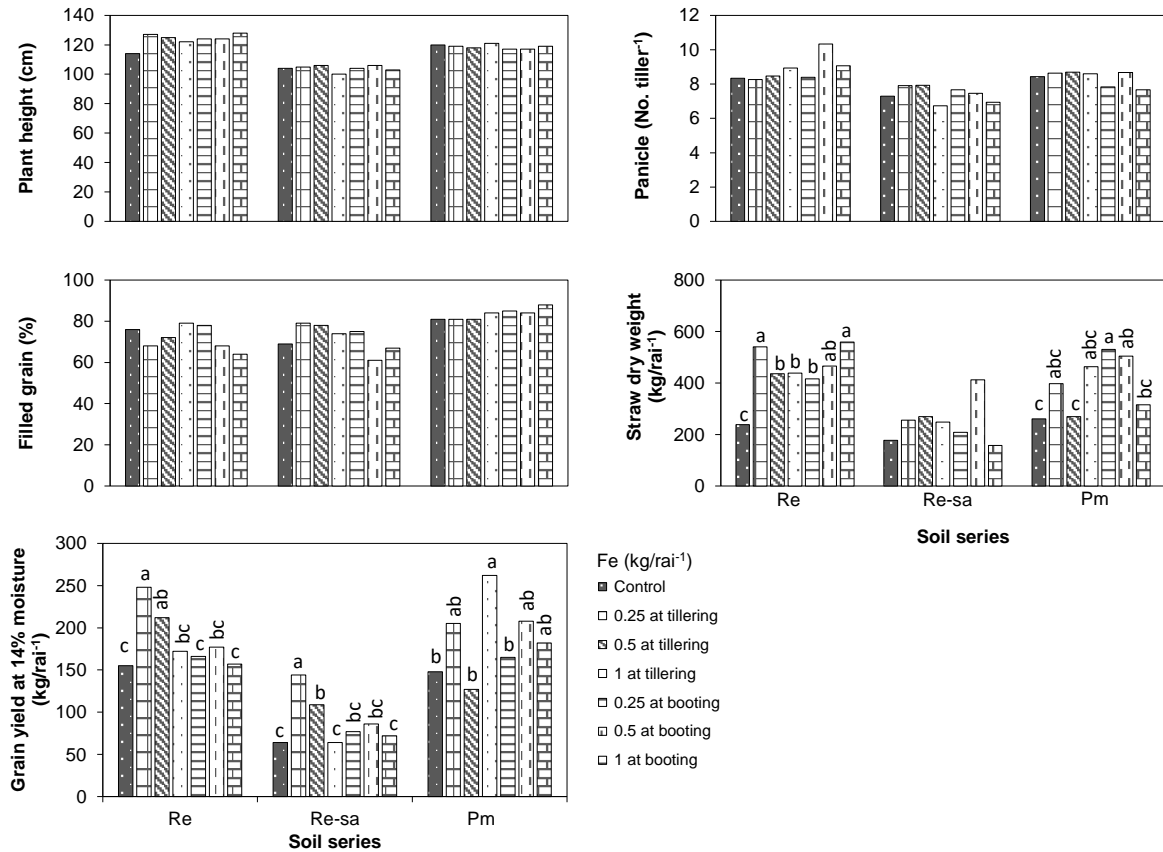 Plant height (cm)
140
120
100
80
60
40
20
0
Panicle (No. tiller-1)
12
10
8
6
4
2
0
Filled grain (%)
100
80
60
40
20
0
Straw dry weight
(kg/rai-1)
800
600
400
200
0
c a b b b ab a
c abc c abc a ab bc
Re Re-sa Pm
Soil series
Grain yield at 14% moisture
(kg/rai-1)
300
250
200
150
100
50
0
c a ab bc c bc c
c a b c bc bc c
b ab b a b ab ab
Re Re-sa Pm
Soil series
Fe (kg/rai-1)
Control
0.25 at tillering
0.5 at tillering
1 at tillering
0.25 at booting
0.5 at booting
1 at booting